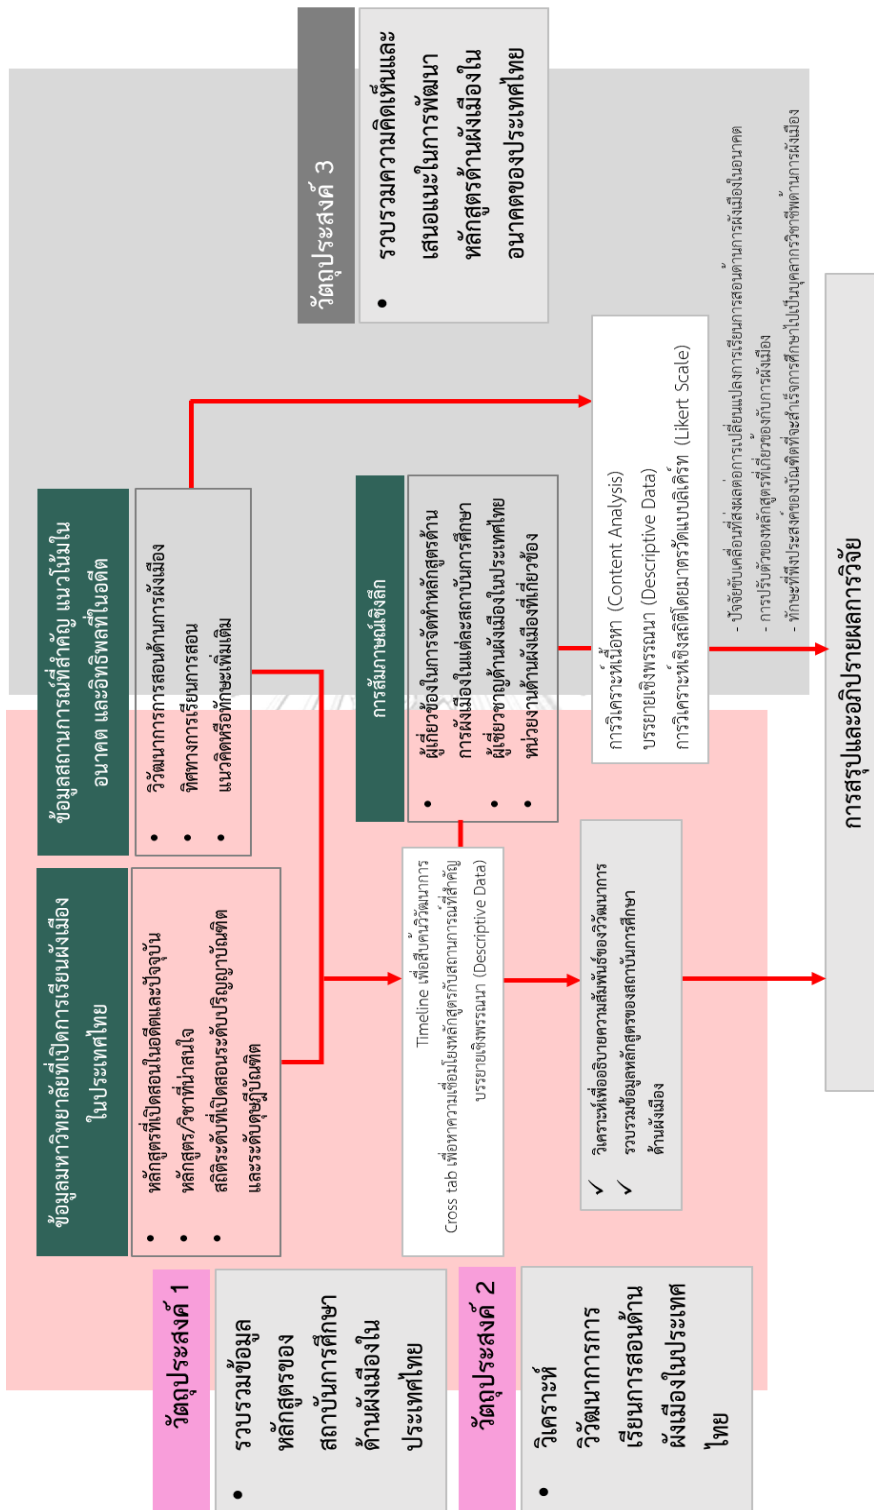 วัตถุประสงค์ 1
• รวบรวมข้อมูล
หลักสูตรของ
สถาบันการศึกษา
ด้านผังเมืองใน
ประเทศไทย
วัตถุประสงค์ 2
• วิเคราะห์
วิวัฒนาการการ
เรียนการสอนด้าน
ผังเมืองในประเทศ
ไทย
ข้อมูลมหาวิทยาลัยที่เปิดการเรียนผังเมือง
ในประเทศไทย
• หลักสูตรที่เปิดสอนในอดีตและปัจจุบัน
• หลักสูตร/วิชาที่น่าสนใจ
• สถิติระดับที่เปิดสอนระดับปริญญาบัณฑิต
และระดับดุษฎีบัณฑิต
ข้อมูลสถานการณ์ที่สำคัญ แนวโน้มใน
อนาคต และอิทธิพลที่ในอดีต
• วิวัฒนาการการสอนด้านการผังเมือง
• ทิศทางการเรียนการสอน
• แนวคิดหรือทักษะเพิ่มเติม
Timeline เพื่อสืบค้นวิวัฒนาการ
Cross tab เพื่อหาความเชื่อมโยงหลักสูตรกับสถานการณ์ที่สำคัญ
บรรยายเชิงพรรณนา (Descriptive Data)
การสัมภาษณ์เชิงลึก
• ผู้เกี่ยวข้องในการจัดทำหลักสูตรด้าน
การผังเมืองในแต่ละสถาบันการศึกษา
• ผู้เชี่ยวชาญด้านผังเมืองในประเทศไทย
• หน่วยงานด้านผังเมืองที่เกี่ยวข้อง
✓ วิเคราะห์เพื่ออธิบายความสัมพันธ์ของวิวัฒนาการ
✓ รวบรวมข้อมูลหลักสูตรของสถาบันการศึกษา
ด้านผังเมือง
การวิเคราะห์เนื้อหา (Content Analysis)
บรรยายเชิงพรรณนา (Descriptive Data)
การวิเคราะห์เชิงสถิติโดยมาตรวัดแบบลิเคิร์ท (Likert Scale)
วัตถุประสงค์ 3
• รวบรวมความคิดเห็นและ
เสนอแนะในการพัฒนา
หลักสูตรด้านผังเมืองใน
อนาคตของประเทศไทย
- ปัจจัยขับเคลื่อนที่ส่งผลต่อการเปลี่ยนแปลงการเรียนการสอนด้านการผังเมืองในอนาคต
- การปรับตัวของหลักสูตรที่เกี่ยวข้องกับการผังเมือง
- ทักษะที่พึงประสงค์ของบัณฑิตที่จะสำเร็จการศึกษาไปเป็นบุคลากรวิชาชีพด้านการผังเมือง
การสรุปและอภิปรายผลการวิจัย